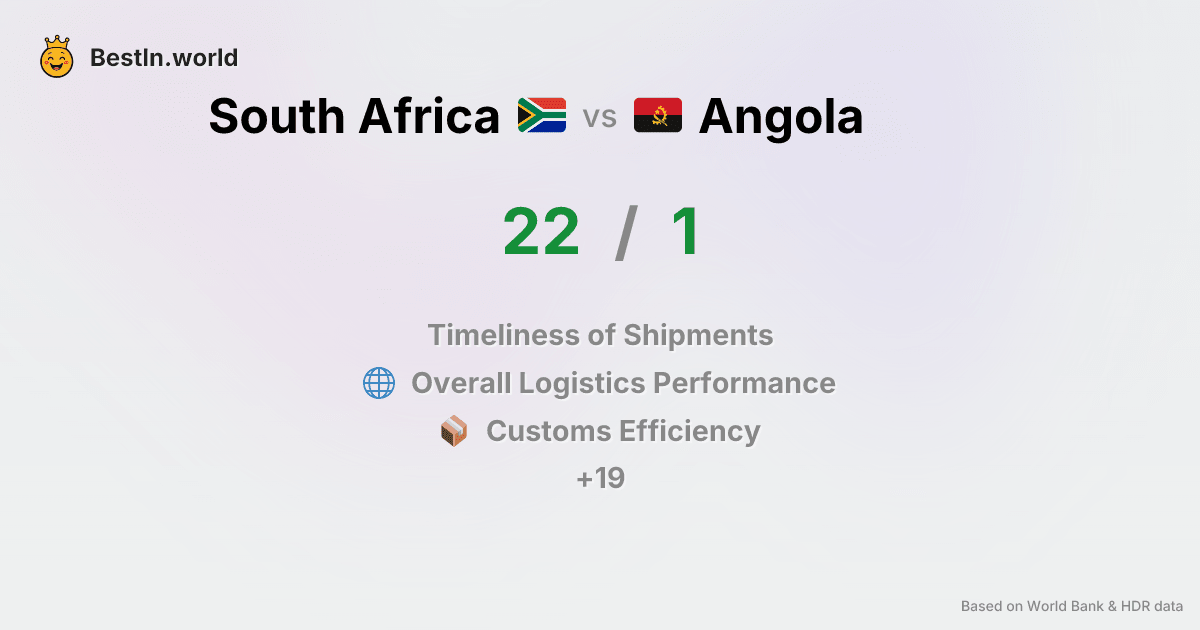 BestIn.world
South Africa vs Angola
22 / 1
Timeliness of Shipments
Overall Logistics Performance
Customs Efficiency
+19
Based on World Bank & HDR data